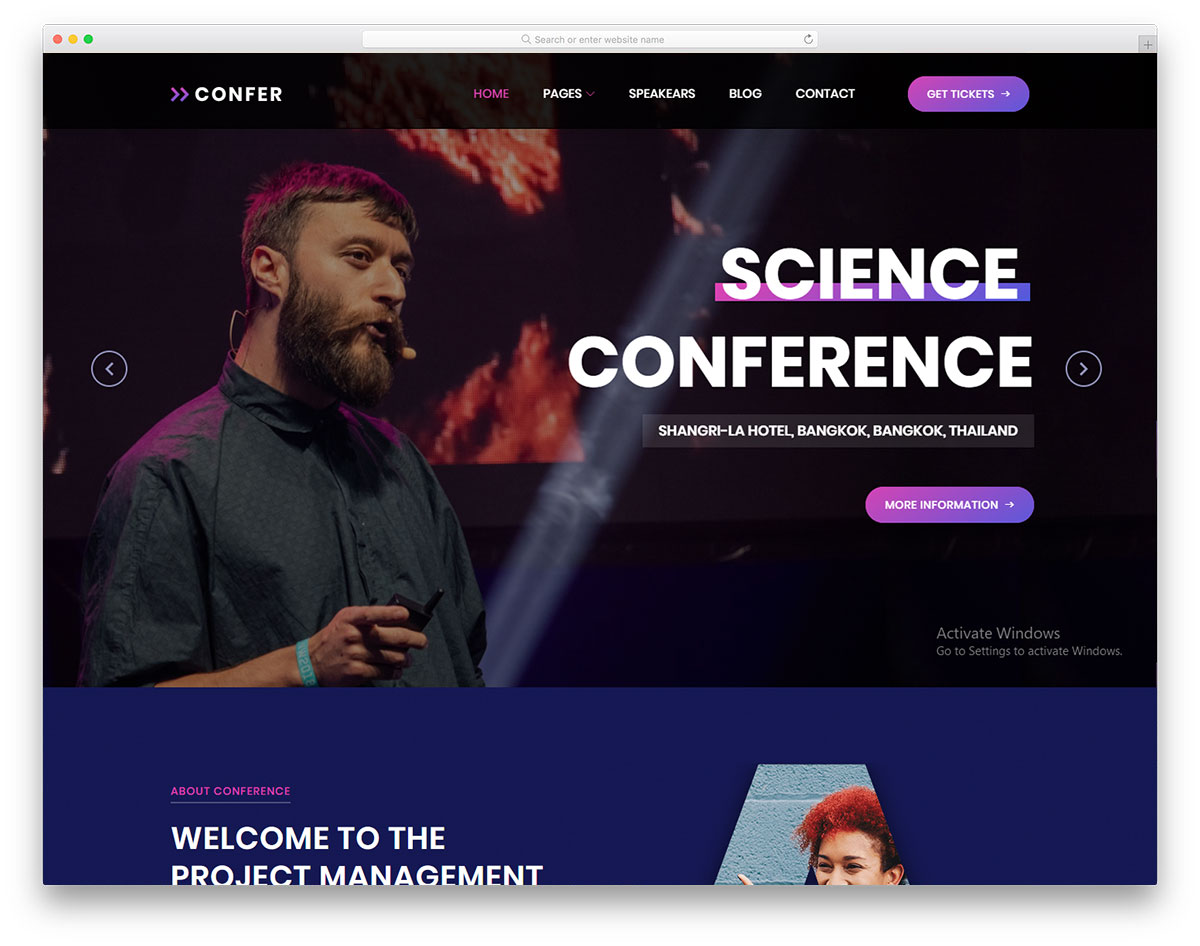 Search or enter website name
CONFER
HOME PAGES SPEAKEARS BLOG CONTACT GET TICKETS →
SCIENCE
CONFERENCE
SHANGRI-LA HOTEL, BANGKOK, BANGKOK, THAILAND
MORE INFORMATION →
Activate Windows
Go to Settings to activate Windows.
ABOUT CONFERENCE
WELCOME TO THE
PROJECT MANAGEMENT